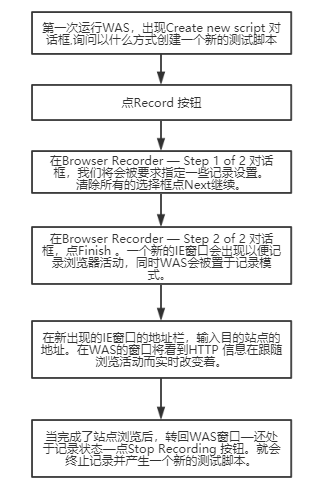 第一次运行WAS，出现Create new script 对
话框,询问以什么方式创建一个新的测试脚本
点Record 按钮
在Browser Recorder — Step 1 of 2 对话
框，我们将会被要求指定一些记录设置。
清除所有的选择框点Next继续。
在Browser Recorder — Step 2 of 2 对话
框，点Finish 。一个新的IE窗口会出现以便记
录浏览器活动，同时WAS会被置于记录模
式。
在新出现的IE窗口的地址栏，输入目的站点的
地址。在WAS的窗口将看到HTTP 信息在跟随
浏览活动而实时改变着。
当完成了站点浏览后，转回WAS窗口—还处
于记录状态—点Stop Recording 按钮。就会
终止记录并产生一个新的测试脚本。